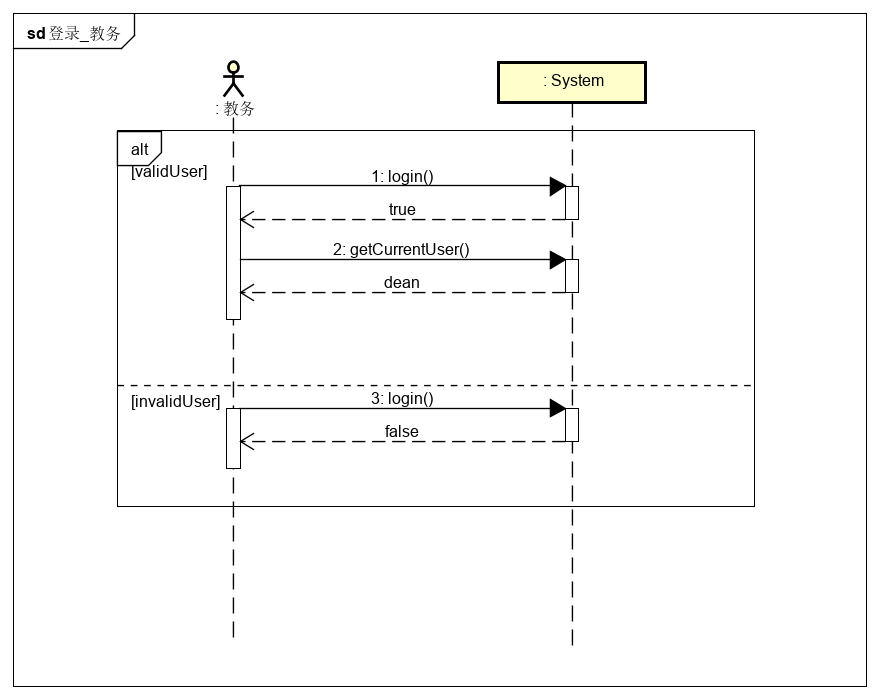 sd 登录_教务
: 教务
: System
alt
[validUser]
1: login()
true
2: getCurrentUser()
dean
[invalidUser]
3: login()
false